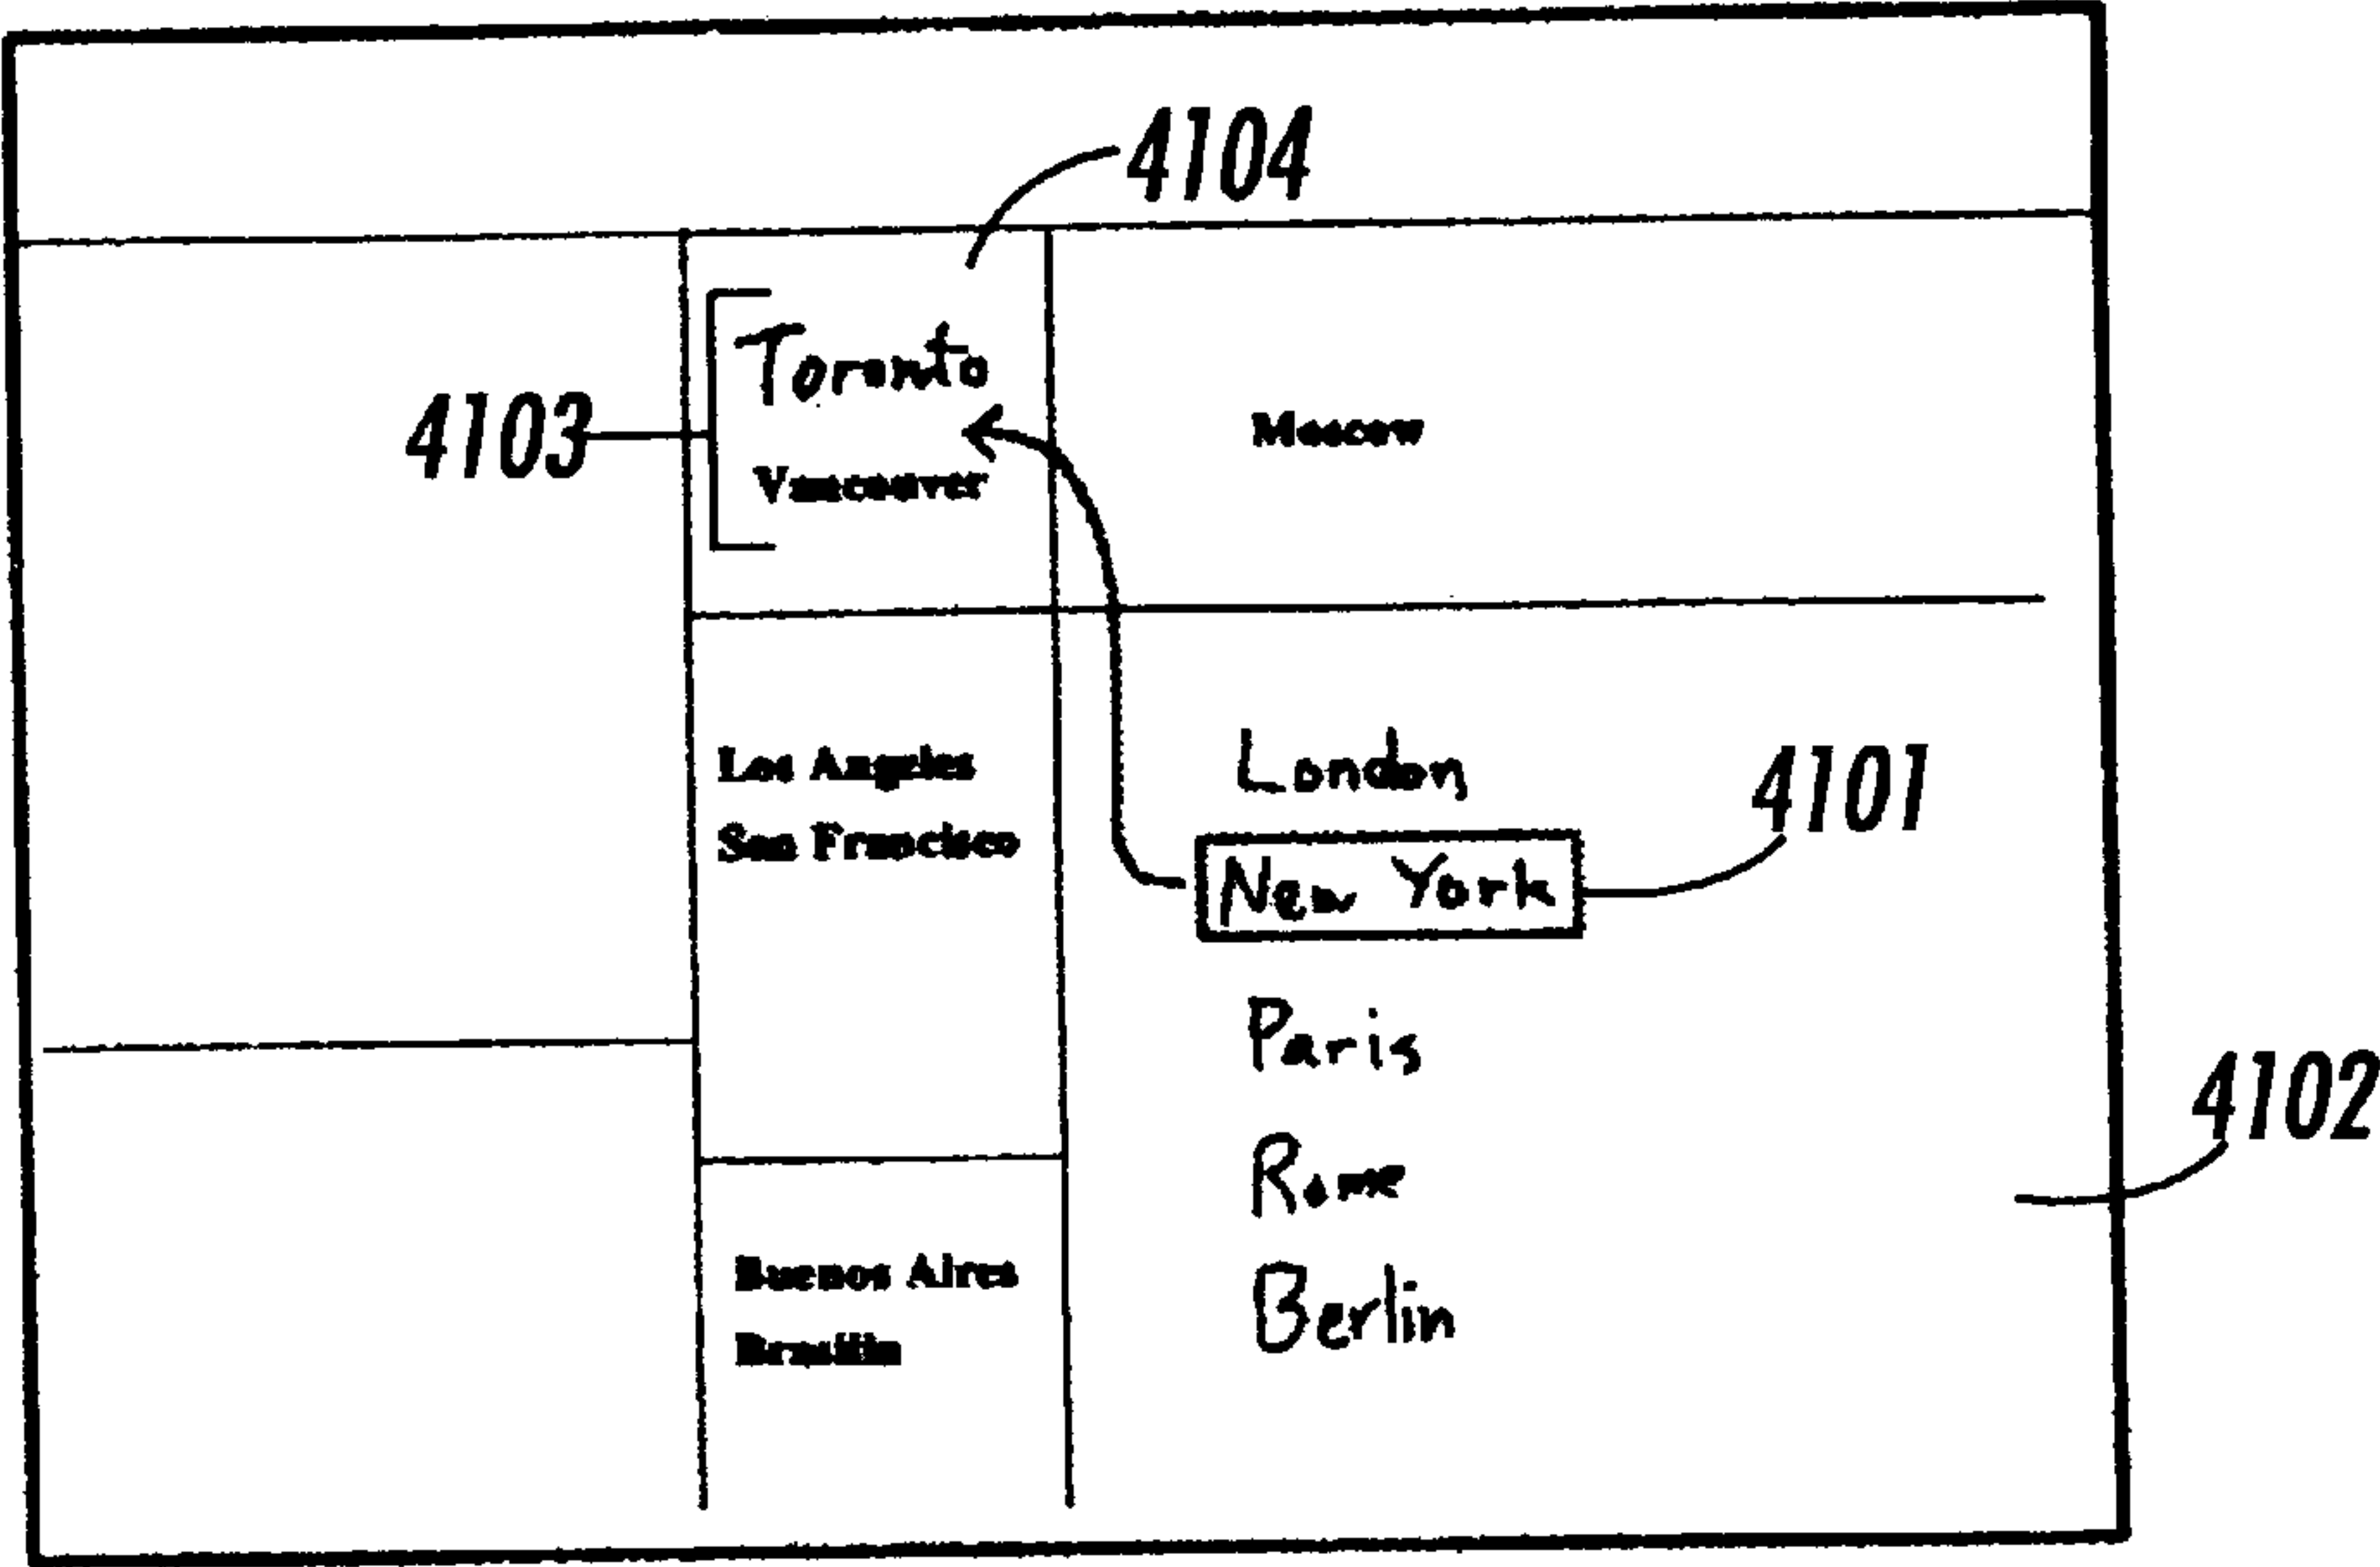 4104
Toronto
4103
Moscow
Vancouver
Los Angeles
London
4101
San Francisco
New York
Paris
4102
Rome
Buenos Aires
Berlin
Brasilia